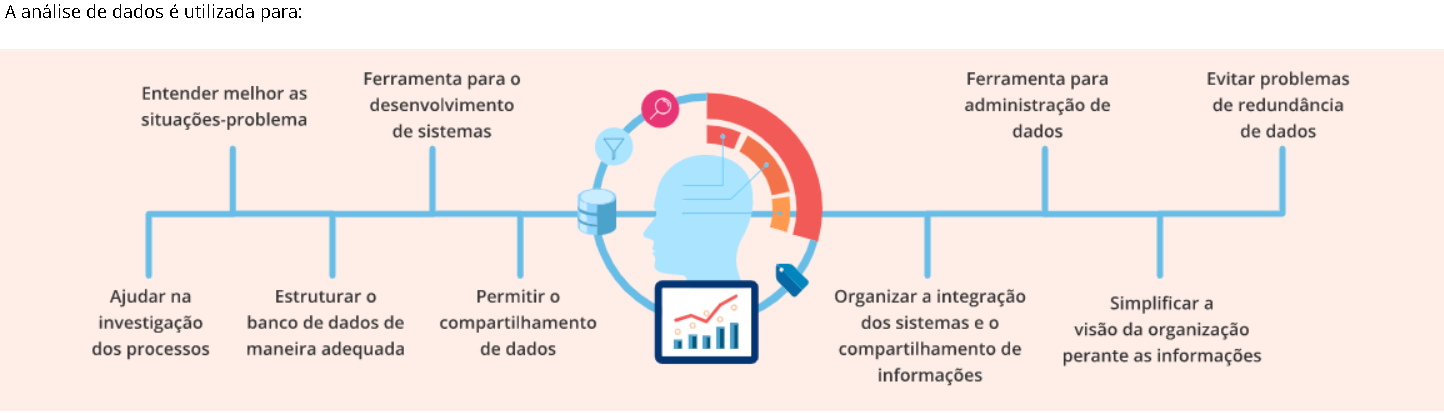 A análise de dados é utilizada para:
Entender melhor as
situações-problema
Ferramenta para o
desenvolvimento
de sistemas
Ferramenta para
administração de
dados
Evitar problemas
de redundância
de dados
Ajudar na
investigação
dos processos
Estruturar o
banco de dados de
maneira adequada
Permitir o
compartilhamento
de dados
Organizar a integração
dos sistemas e o
compartilhamento de
informações
Simplificar a
visão da organização
perante as informações